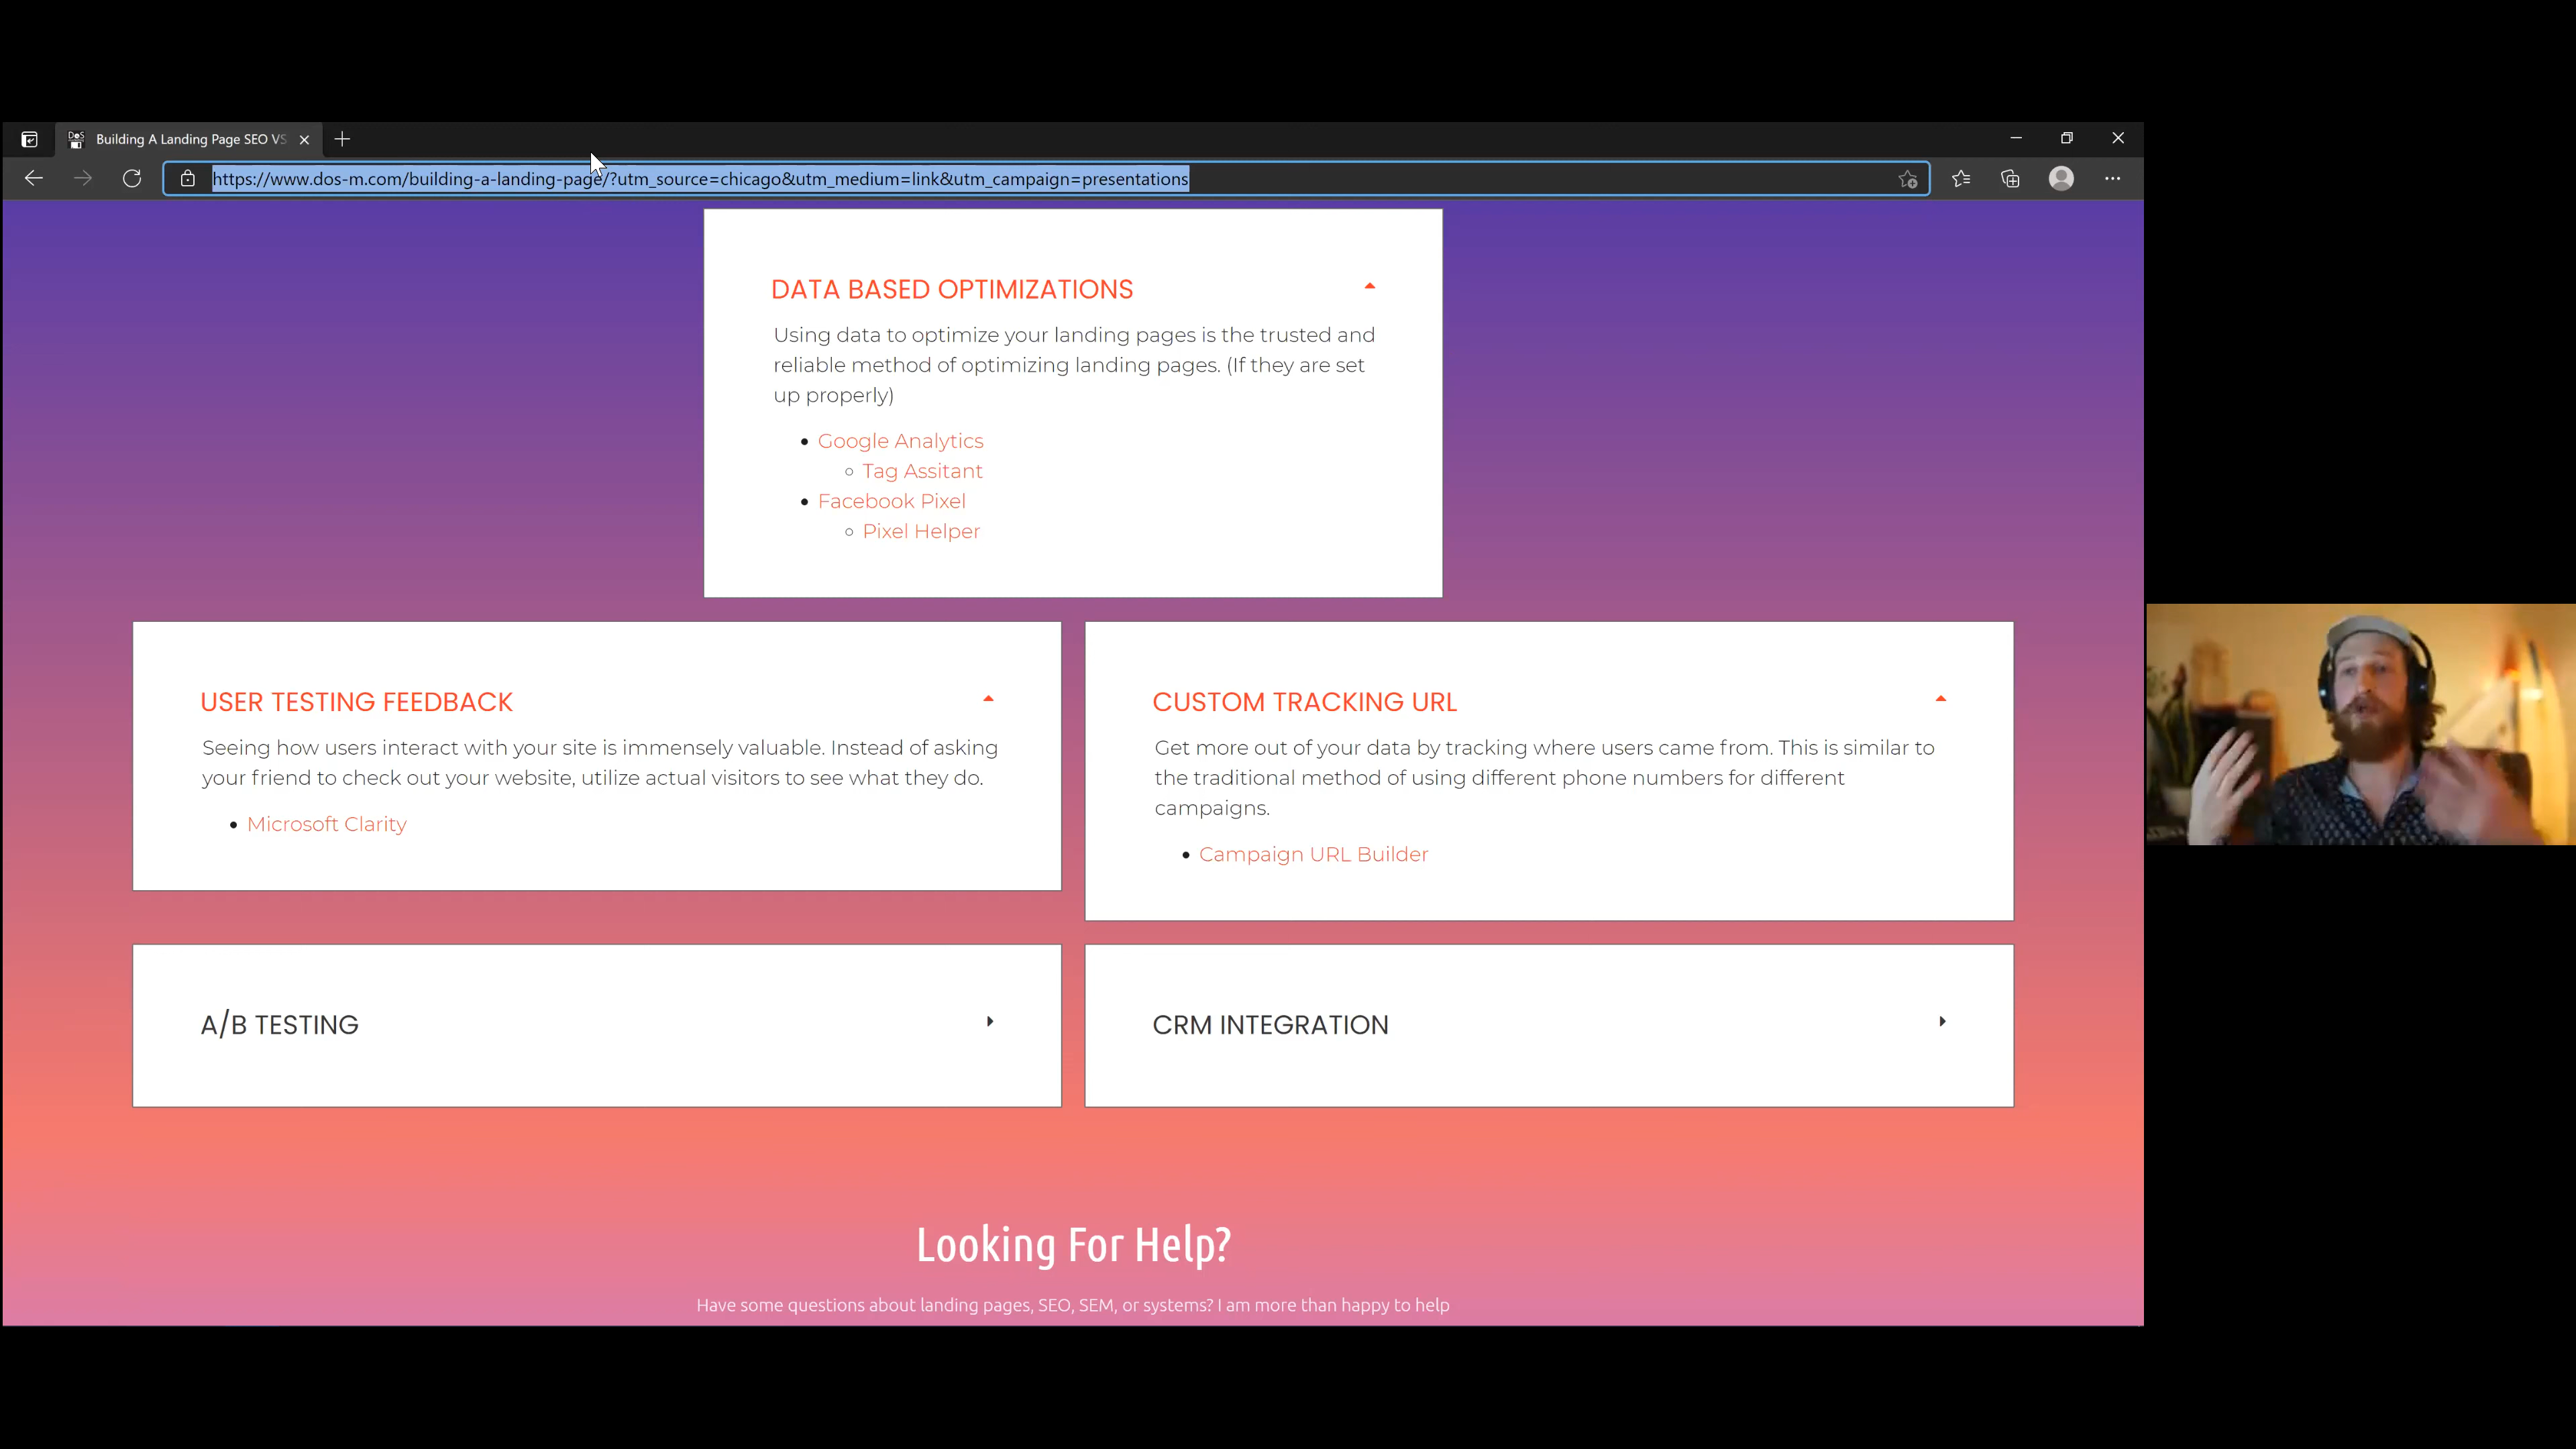 Building A Landing Page SEO VS
https://www.dos-m.com/building-a-landing-page/?utm_source=chicago&utm_medium=link&utm_campaign=presentations
DATA BASED OPTIMIZATIONS
Using data to optimize your landing pages is the trusted and
reliable method of optimizing landing pages. (If they are set
up properly)
Google Analytics
Tag Assitant
Facebook Pixel
Pixel Helper
USER TESTING FEEDBACK
Seeing how users interact with your site is immensely valuable. Instead of asking
your friend to check out your website, utilize actual visitors to see what they do.
Microsoft Clarity
CUSTOM TRACKING URL
Get more out of your data by tracking where users came from. This is similar to
the traditional method of using different phone numbers for different
campaigns.
Campaign URL Builder
A/B TESTING
CRM INTEGRATION
Looking For Help?
Have some questions about landing pages, SEO, SEM, or systems? I am more than happy to help